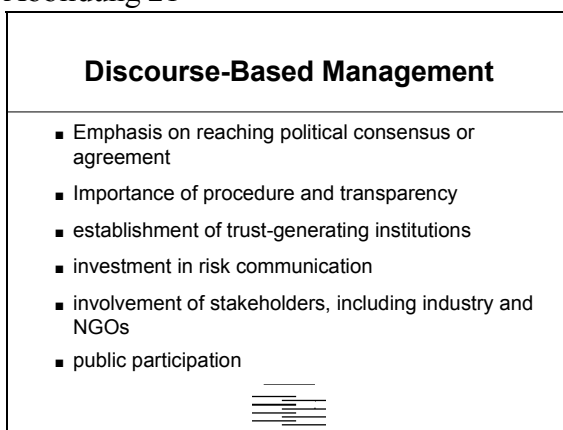 Discourse-Based Management
▪ Emphasis on reaching political consensus or
agreement
▪ Importance of procedure and transparency
▪ establishment of trust-generating institutions
▪ investment in risk communication
▪ involvement of stakeholders, including industry and
NGOs
▪ public participation